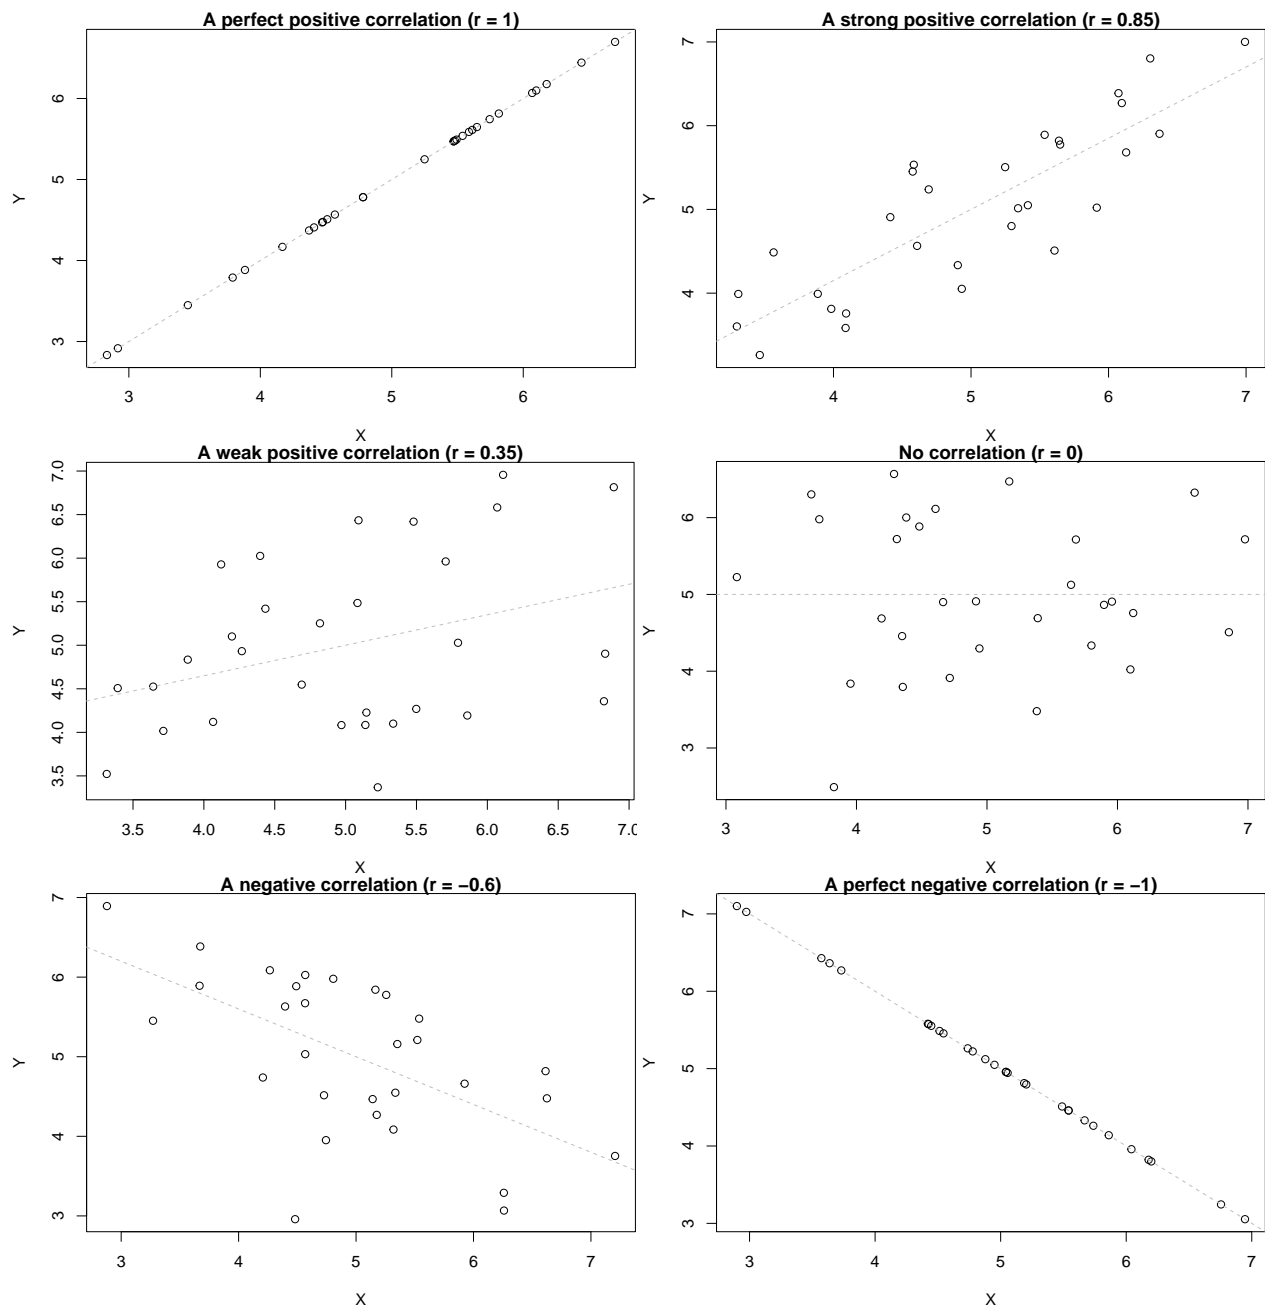 A perfect positive correlation (r = 1)
Y
6
5
4
3
3 4 5 6
X
A strong positive correlation (r = 0.85)
Y
7
6
5
4
4 5 6 7
X
A weak positive correlation (r = 0.35)
Y
7.0
6.5
6.0
5.5
5.0
4.5
4.0
3.5
3.5 4.0 4.5 5.0 5.5 6.0 6.5 7.0
X
No correlation (r = 0)
Y
6
5
4
3
3 4 5 6 7
X
A negative correlation (r = −0.6)
Y
7
6
5
4
3
3 4 5 6 7
X
A perfect negative correlation (r = −1)
Y
7
6
5
4
3
3 4 5 6 7
X